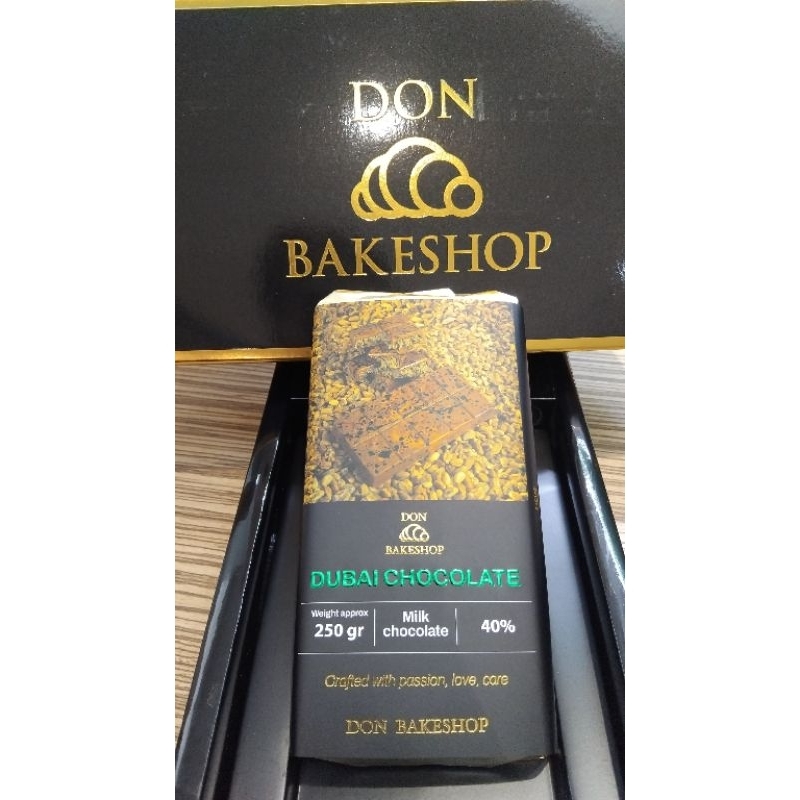 DON
BAKESHOP
DON
BAKESHOP
DUBAI CHOCOLATE
Weight approx
250 gr
Milk
chocolate
40%
Crafted with passion, love, care
DON BAKESHOP